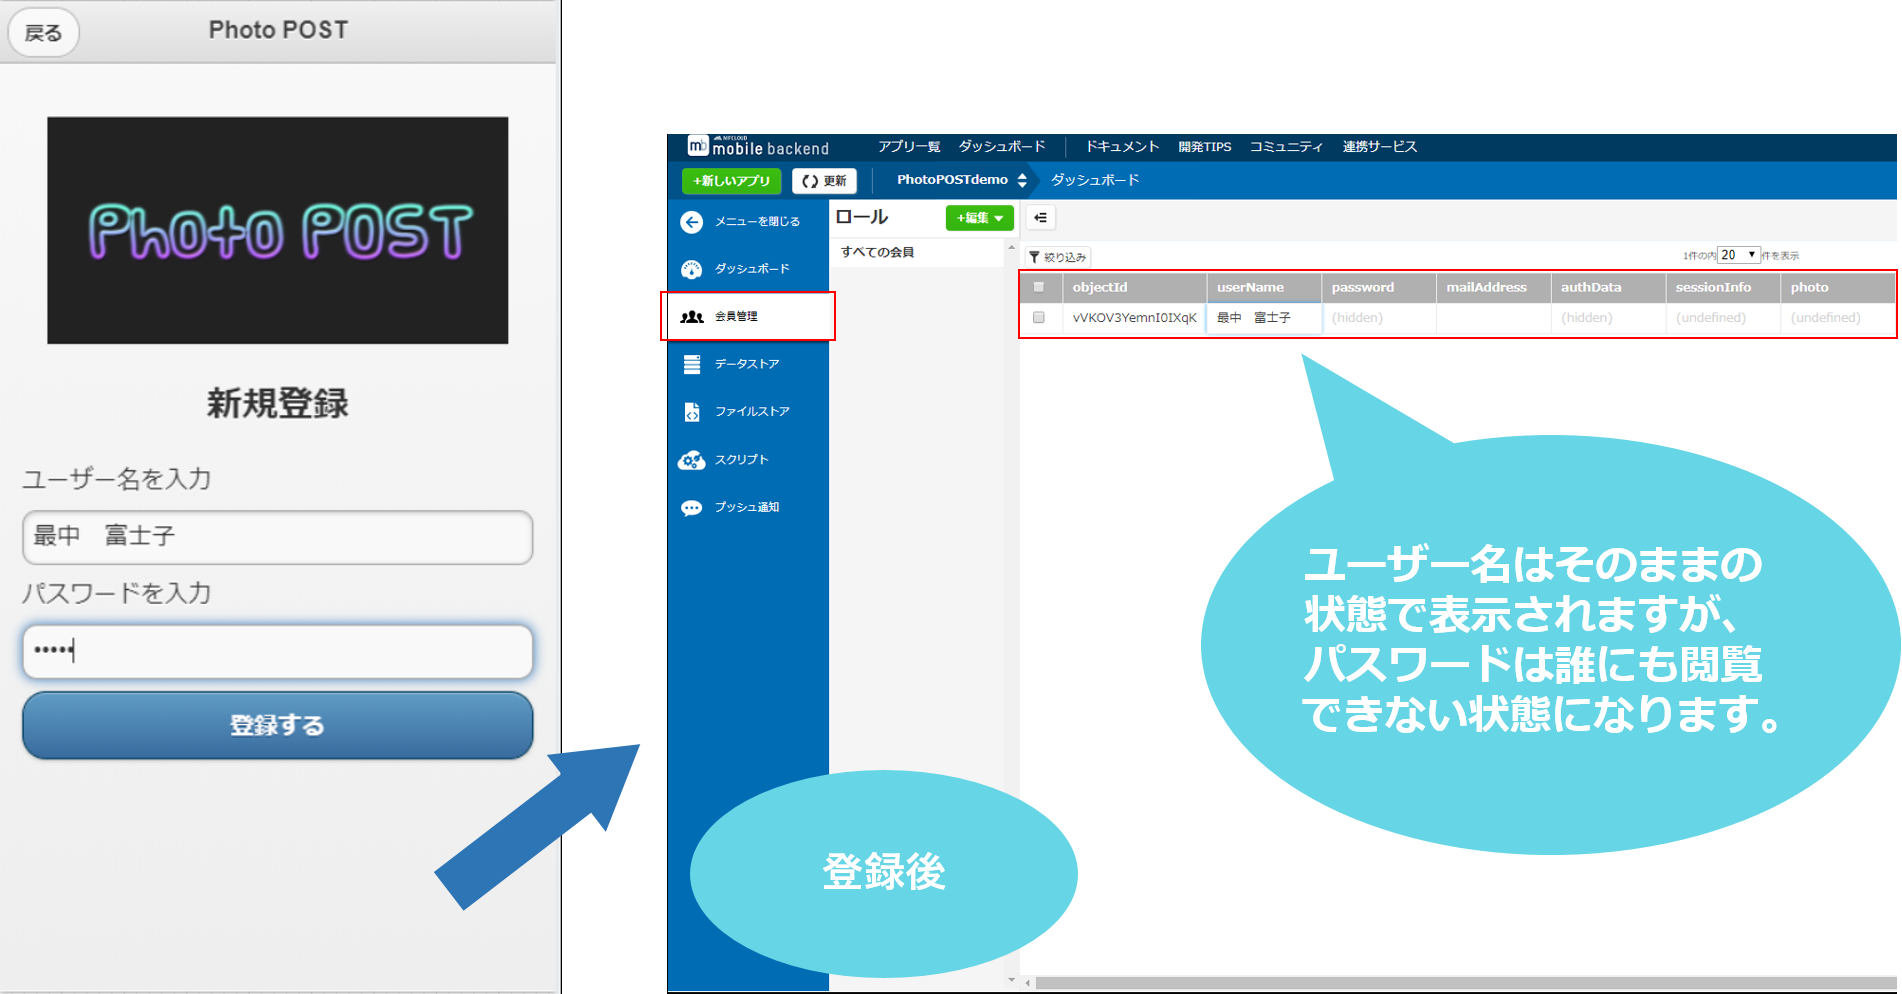 戻る
Photo POST
Photo POST
新規登録
ユーザー名を入力
最中　富士子
パスワードを入力
•••••
登録する
mb NIFCLOUD
mobile backend
アプリ一覧 ダッシュボード ドキュメント 開発TIPS コミュニティ 連携サービス
+新しいアプリ 更新 PhotoPOSTdemo ダッシュボード
メニューを閉じる
ダッシュボード
会員管理
データストア
ファイルストア
スクリプト
プッシュ通知
ロール +編集
すべての会員
絞り込み 1件の内 20 件を表示
objectId userName password mailAddress authData sessionInfo photo
vVKOV3YemnI0IXqK 最中　富士子 (hidden) (hidden) (undefined) (undefined)
ユーザー名はそのままの
状態で表示されますが、
パスワードは誰にも閲覧
できない状態になります。
登録後